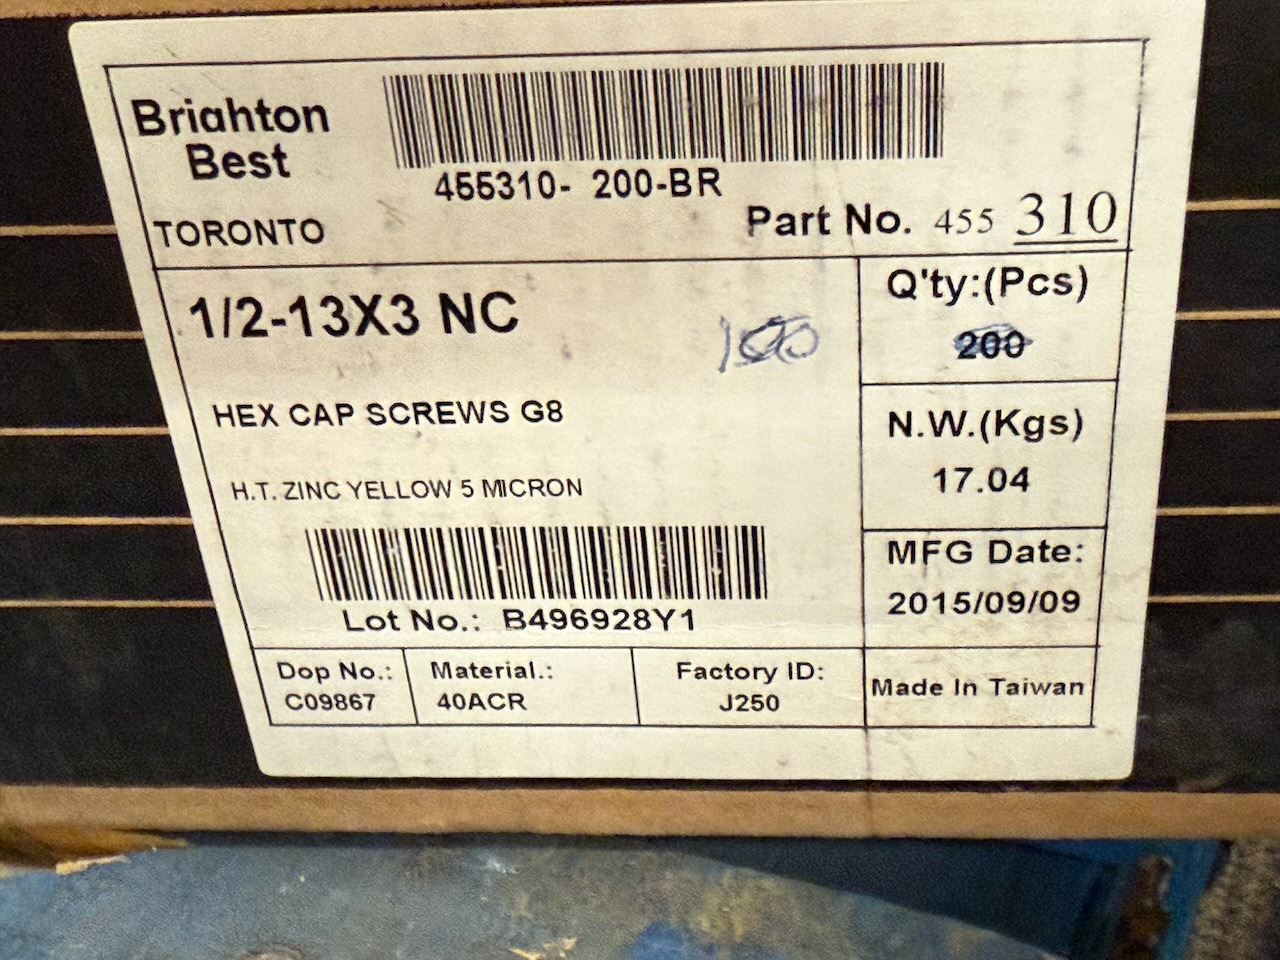 Brighton
Best
TORONTO
455310- 200-BR
Part No. 455 310
1/2-13X3 NC
100
HEX CAP SCREWS G8
H.T. ZINC YELLOW 5 MICRON
Lot No.: B496928Y1
Q'ty:(Pcs)
200
N.W.(Kgs)
17.04
MFG Date:
2015/09/09
Dop No.:
C09867
Material.:
40ACR
Factory ID:
J250
Made In Taiwan